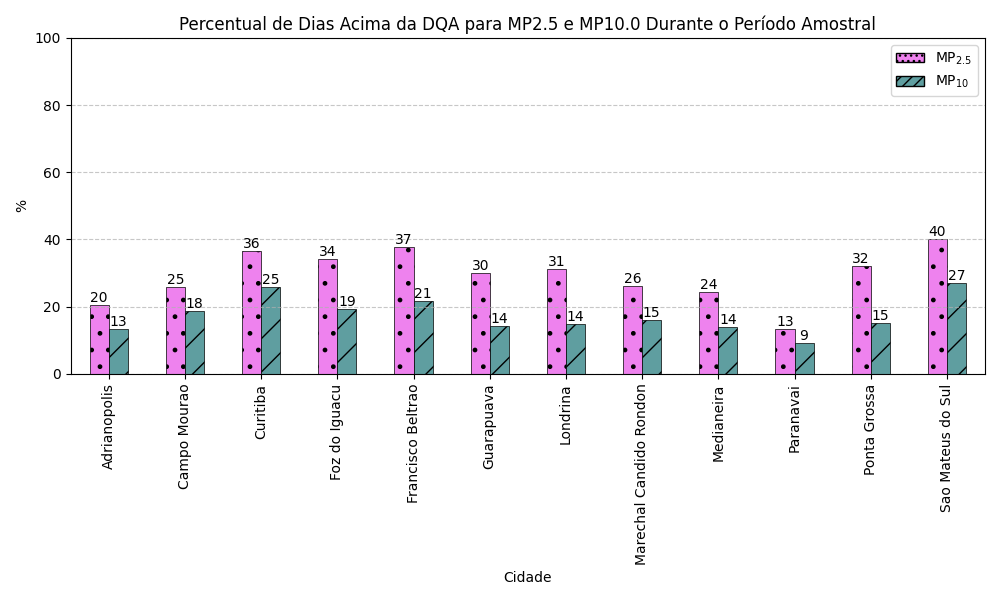 Percentual de Dias Acima da DQA para MP2.5 e MP10.0 Durante o Período Amostral
100
80
60
40
20
0
%
MP2.5
MP10
20 13 25 18 36 25 34 19 37 21 30 14 31 14 26 15 24 14 13 9 32 15 40 27
Adrianopolis
Campo Mourao
Curitiba
Foz do Iguacu
Francisco Beltrao
Guarapuava
Londrina
Marechal Candido Rondon
Medianeira
Paranavai
Ponta Grossa
Sao Mateus do Sul
Cidade